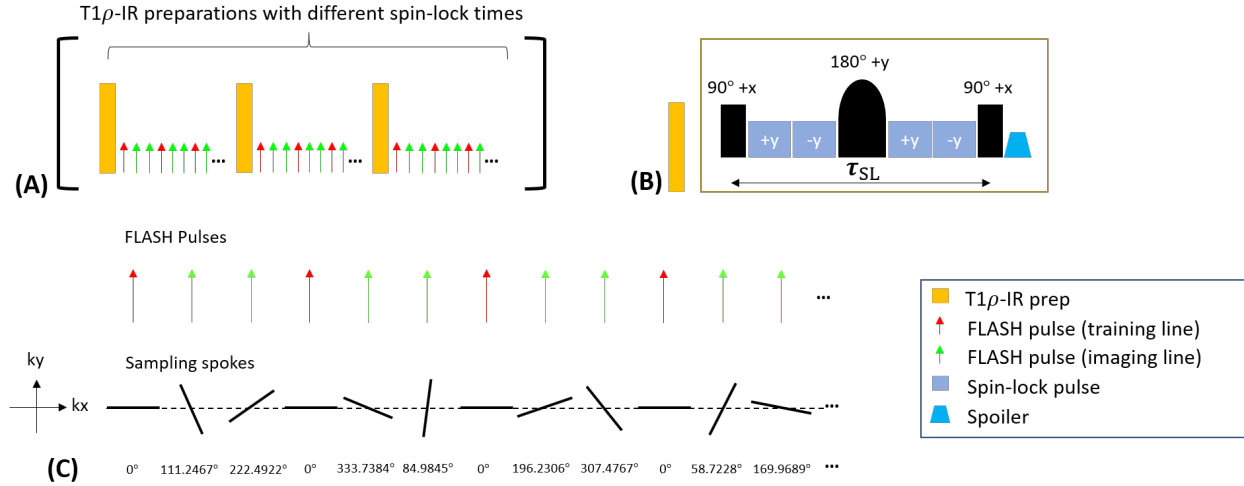 T1ρ-IR preparations with different spin-lock times
...
...
...
(A)
90° +x
180° +y
90° +x
+y
-y
+y
-y
τSL
(B)
FLASH Pulses
...
ky
kx
Sampling spokes
...
(C)
0°
111.2467°
222.4922°
0°
333.7384°
84.9845°
0°
196.2306°
307.4767°
0°
58.7228°
169.9689°
...
T1ρ-IR prep
FLASH pulse (training line)
FLASH pulse (imaging line)
Spin-lock pulse
Spoiler